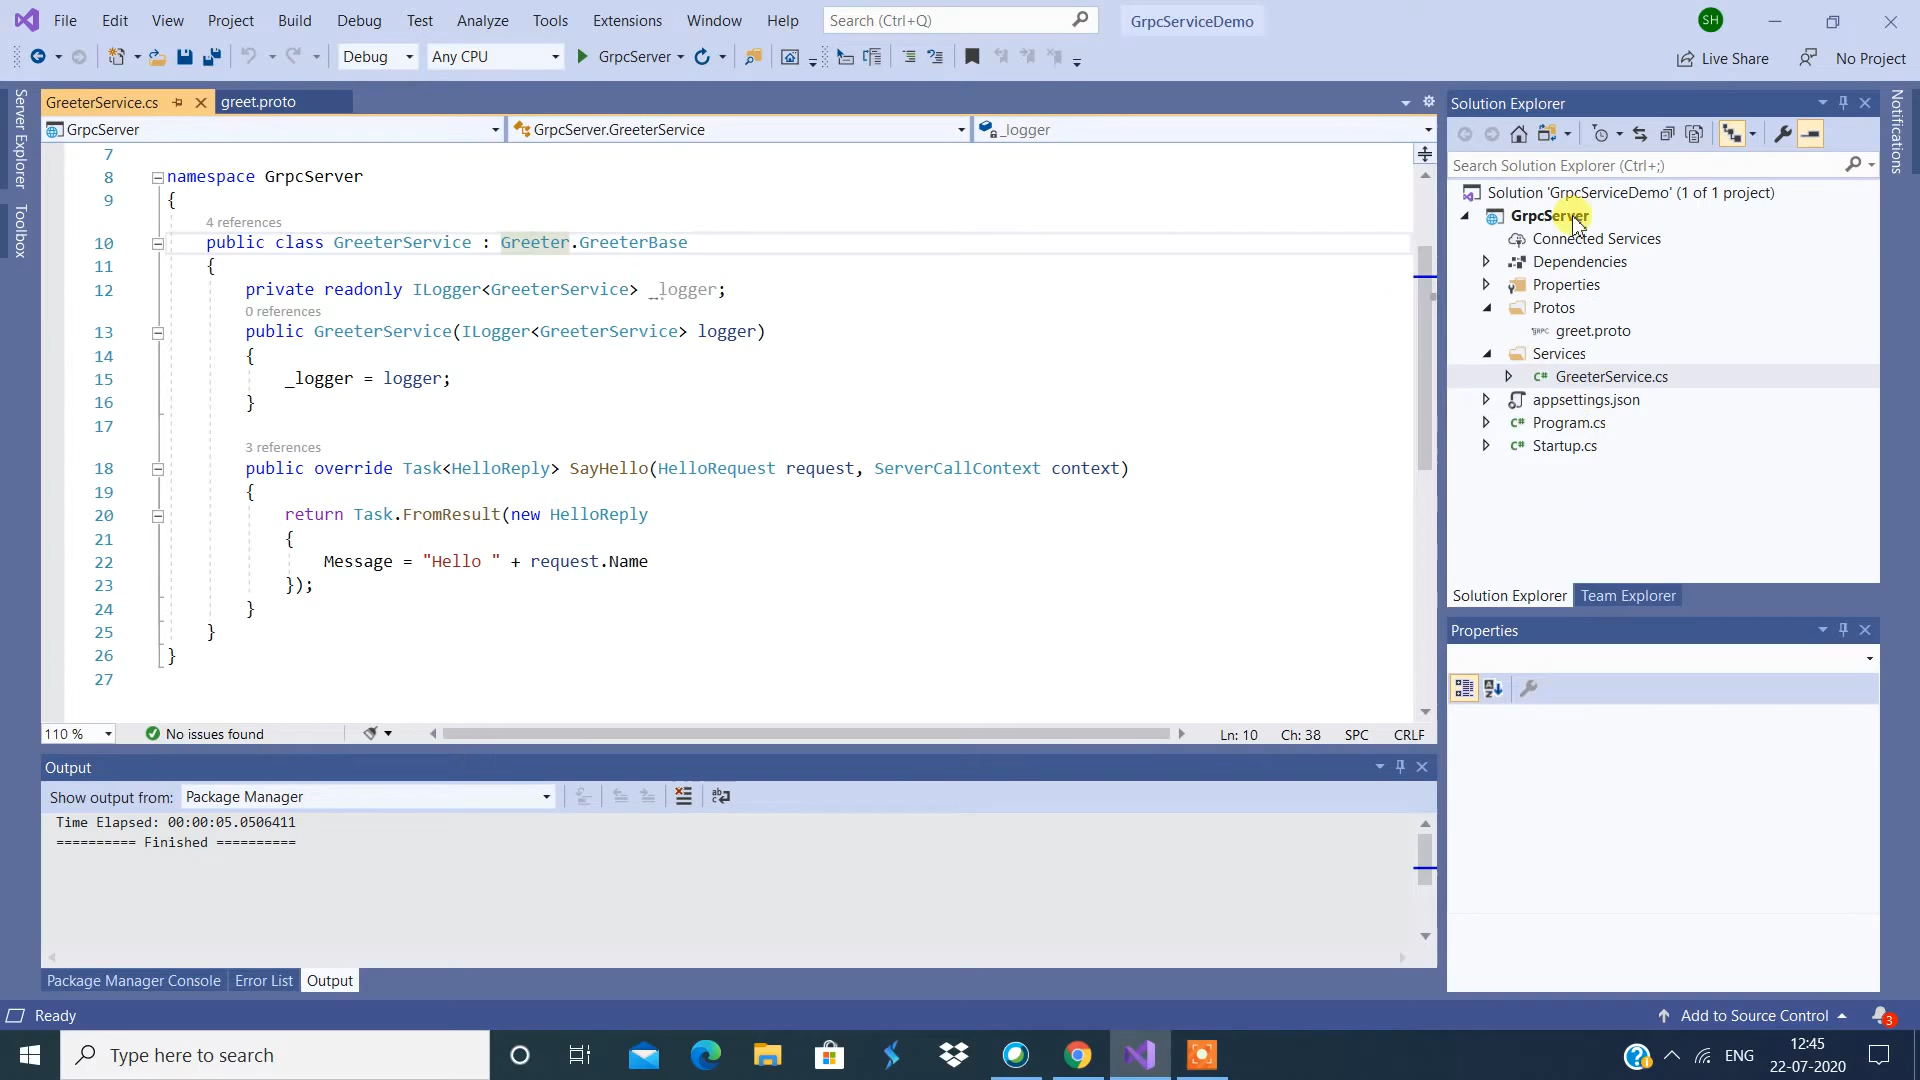 File Edit View Project Build Debug Test Analyze Tools Extensions Window Help Search (Ctrl+Q) GrpcServiceDemo SH
Debug Any CPU GrpcServer Live Share No Project
Server Explorer
Toolbox
GreeterService.cs greet.proto
GrpcServer GrpcServer.GreeterService _logger
7
8 namespace GrpcServer
9 {
4 references
10 public class GreeterService : Greeter.GreeterBase
11 {
12 private readonly ILogger<GreeterService> _logger;
0 references
13 public GreeterService(ILogger<GreeterService> logger)
14 {
15 _logger = logger;
16 }
17
3 references
18 public override Task<HelloReply> SayHello(HelloRequest request, ServerCallContext context)
19 {
20 return Task.FromResult(new HelloReply
21 {
22 Message = "Hello " + request.Name
23 });
24 }
25 }
26 }
27
110 % No issues found Ln: 10 Ch: 38 SPC CRLF
Output
Show output from: Package Manager
Time Elapsed: 00:00:05.0506411
========== Finished ==========
Package Manager Console Error List Output
Solution Explorer
Search Solution Explorer (Ctrl+;)
Solution 'GrpcServiceDemo' (1 of 1 project)
GrpcServer
Connected Services
Dependencies
Properties
Protos
greet.proto
Services
C# GreeterService.cs
appsettings.json
C# Program.cs
C# Startup.cs
Solution Explorer Team Explorer
Properties
Notifications
Ready Add to Source Control 3
Type here to search ENG 12:45
22-07-2020